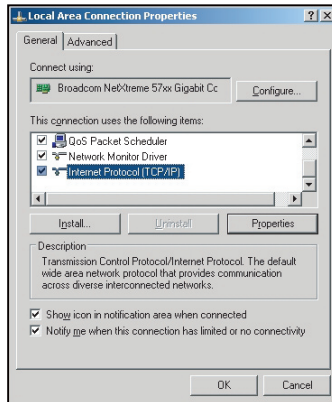 Local Area Connection Properties
General
Advanced
Connect using:
Broadcom NetXtreme 57xx Gigabit Cc
Configure...
This connection uses the following items:
QoS Packet Scheduler
Network Monitor Driver
Internet Protocol (TCP/IP)
Install...
Uninstall
Properties
Description
Transmission Control Protocol/Internet Protocol. The default
wide area network protocol that provides communication
across diverse interconnected networks.
Show icon in notification area when connected
Notify me when this connection has limited or no connectivity
OK
Cancel